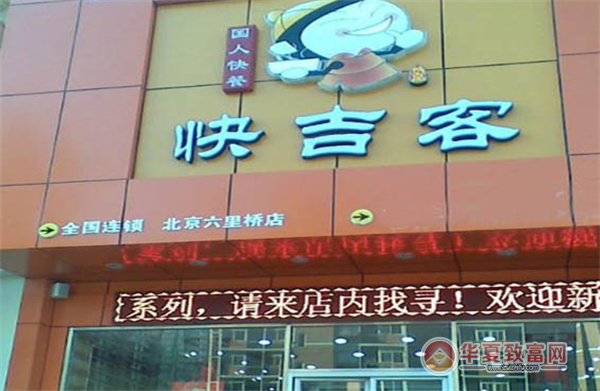 国人快餐
快吉客
全国连锁 北京六里桥店
系列，请来店内找寻！欢迎新
华夏致富网